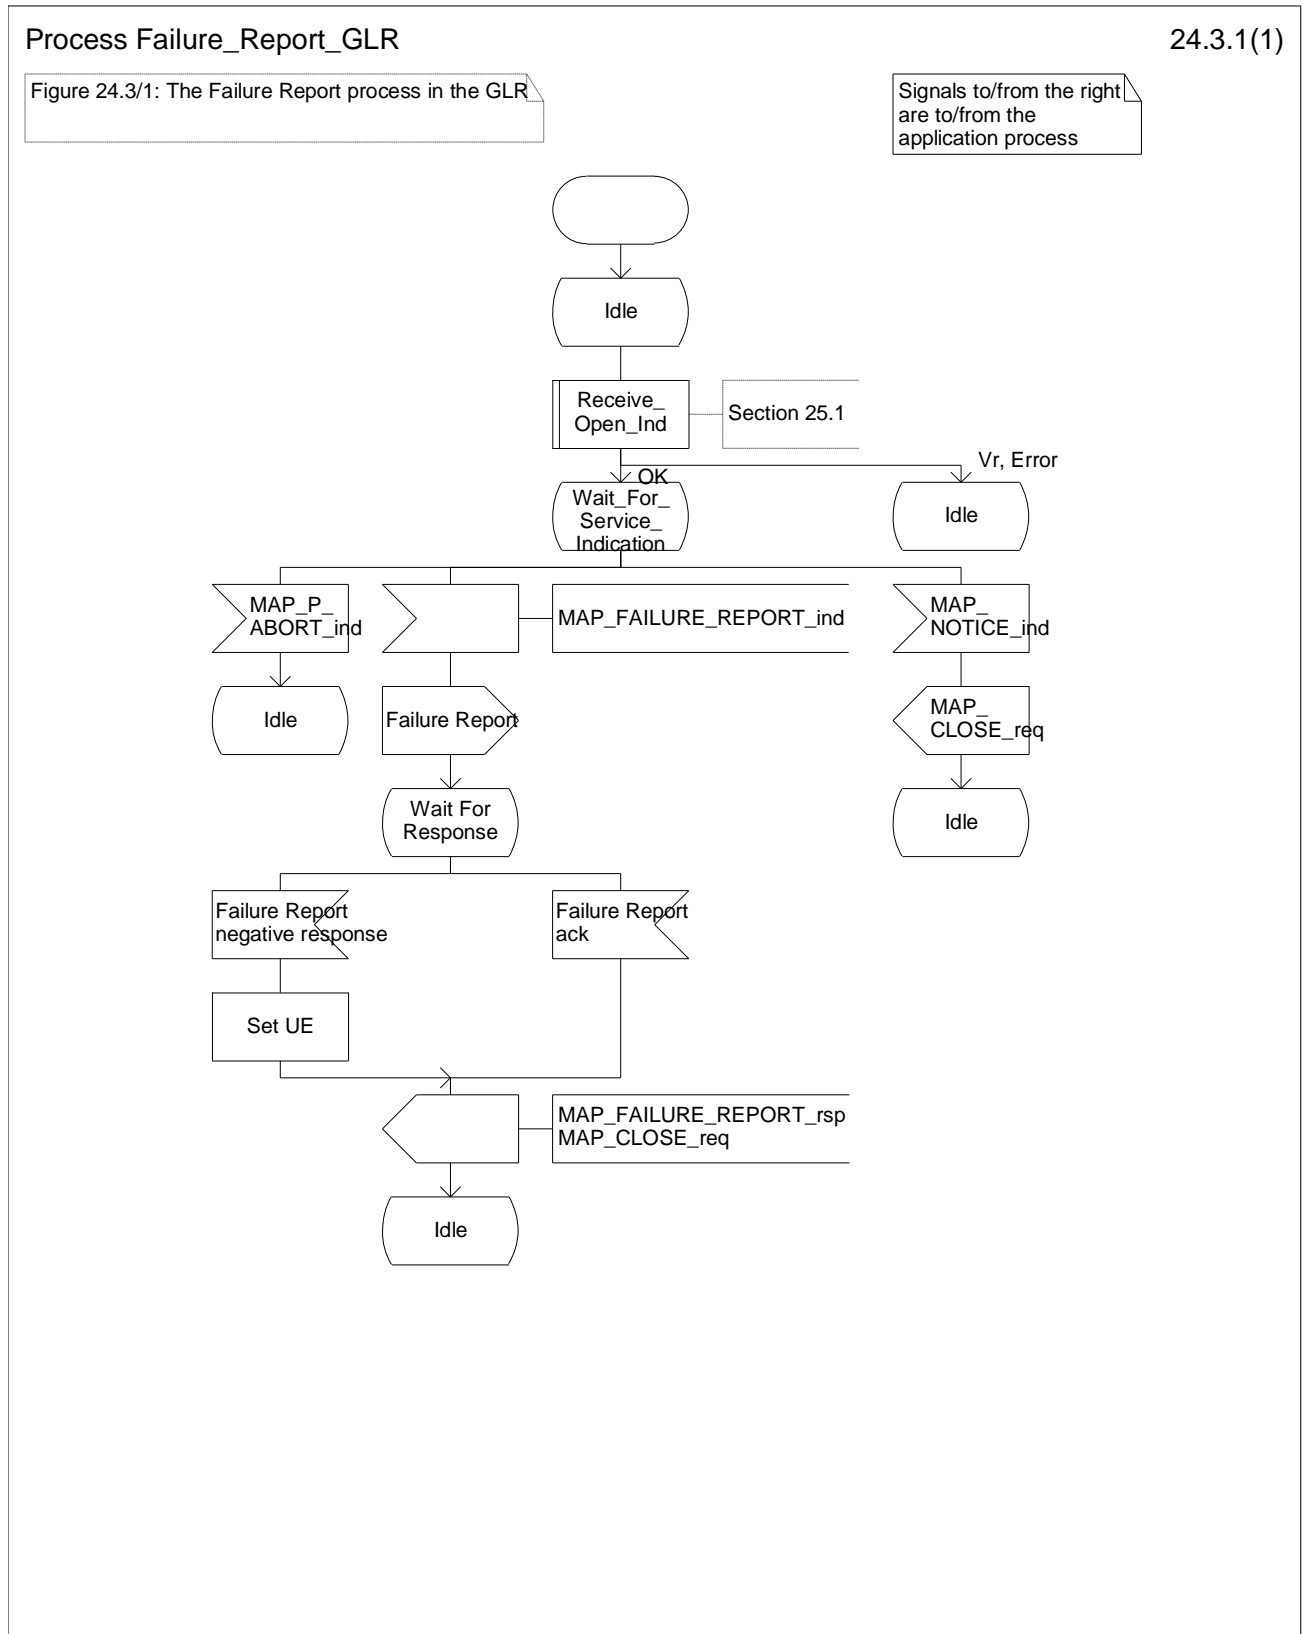 Process Failure_Report_GLR
24.3.1(1)
Figure 24.3/1: The Failure Report process in the GLR
Signals to/from the right
are to/from the
application process
Idle
Receive_
Open_Ind
Section 25.1
Vr, Error
OK
Wait_For_
Service_
Indication
Idle
MAP_P_
ABORT_ind
MAP_FAILURE_REPORT_ind
MAP_
NOTICE_ind
Idle
Failure Report
MAP_
CLOSE_req
Wait For
Response
Idle
Failure Report
negative response
Failure Report
ack
Set UE
MAP_FAILURE_REPORT_rsp
MAP_CLOSE_req
Idle